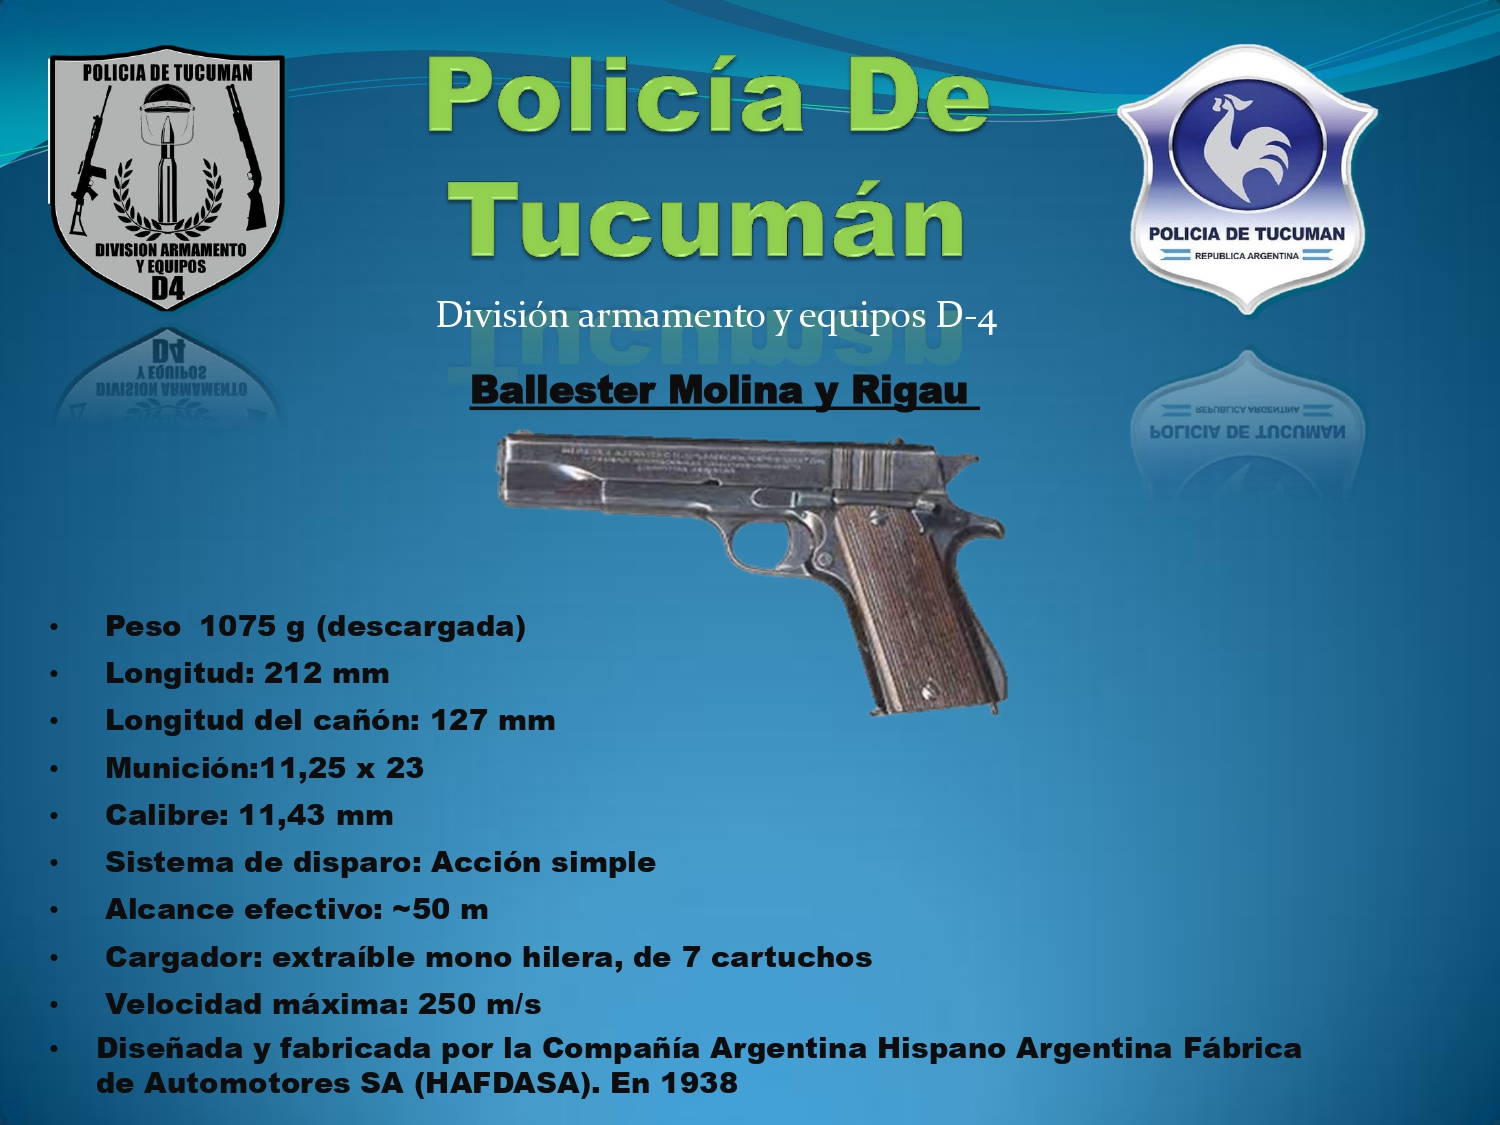 POLICIA DE TUCUMAN
DIVISION ARMAMENTO
Y EQUIPOS
D4
Policía De
Tucumán
POLICIA DE TUCUMAN
REPUBLICA ARGENTINA
División armamento y equipos D-4
Ballester Molina y Rigau
• Peso 1075 g (descargada)
• Longitud: 212 mm
• Longitud del cañón: 127 mm
• Munición:11,25 x 23
• Calibre: 11,43 mm
• Sistema de disparo: Acción simple
• Alcance efectivo: ~50 m
• Cargador: extraíble mono hilera, de 7 cartuchos
• Velocidad máxima: 250 m/s
• Diseñada y fabricada por la Compañía Argentina Hispano Argentina Fábrica
de Automotores SA (HAFDASA). En 1938